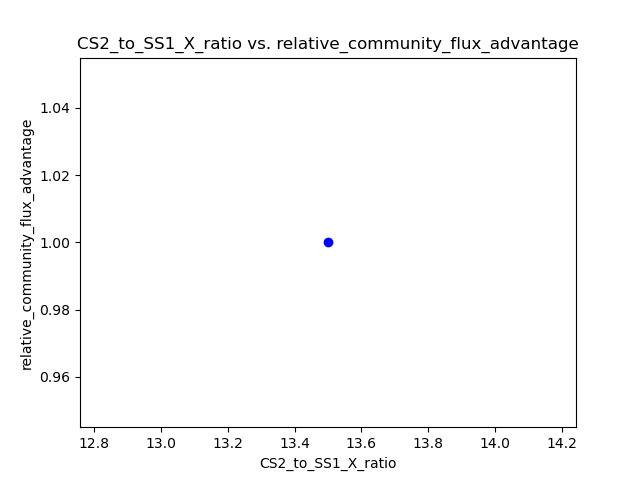 CS2_to_SS1_X_ratio vs. relative_community_flux_advantage
1.04
1.02
1.00
0.98
0.96
relative_community_flux_advantage
12.8 13.0 13.2 13.4 13.6 13.8 14.0 14.2
CS2_to_SS1_X_ratio